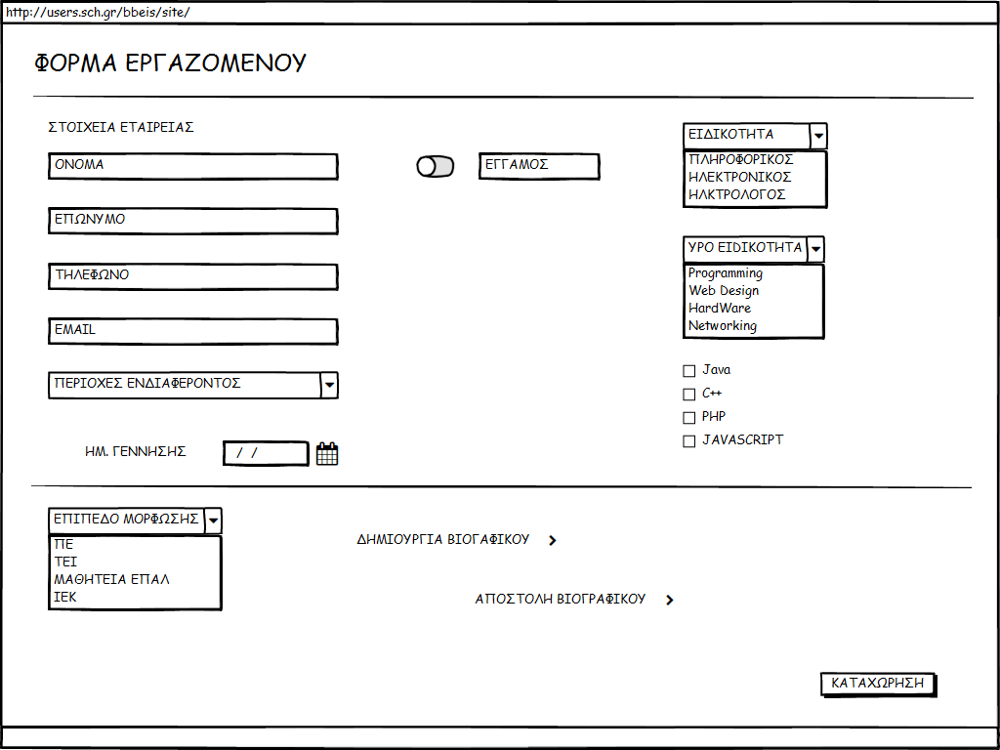 http://users.sch.gr/bbeis/site/
ΦΟΡΜΑ ΕΡΓΑΖΟΜΕΝΟΥ
ΣΤΟΙΧΕΙΑ ΕΤΑΙΡΕΙΑΣ
ΟΝΟΜΑ
ΕΓΓΑΜΟΣ
ΕΠΩΝΥΜΟ
ΤΗΛΕΦΩΝΟ
EMAIL
ΠΕΡΙΟΧΕΣ ΕΝΔΙΑΦΕΡΟΝΤΟΣ
ΗΜ. ΓΕΝΝΗΣΗΣ
/ /
ΕΙΔΙΚΟΤΗΤΑ
ΠΛΗΡΟΦΟΡΙΚΟΣ
ΗΛΕΚΤΡΟΝΙΚΟΣ
ΗΛΚΤΡΟΛΟΓΟΣ
ΥΡΟ ΕΙDΙΚΟΤΗΤΑ
Programming
Web Design
HardWare
Networking
Java
C++
PHP
JAVASCRIPT
ΕΠΙΠΕΔΟ ΜΟΡΦΩΣΗΣ
ΠΕ
ΤΕΙ
ΜΑΘΗΤΕΙΑ ΕΠΑΛ
ΙΕΚ
ΔΗΜΙΟΥΡΓΙΑ ΒΙΟΓΑΦΙΚΟΥ
ΑΠΟΣΤΟΛΗ ΒΙΟΓΡΑΦΙΚΟΥ
ΚΑΤΑΧΩΡΗΣΗ